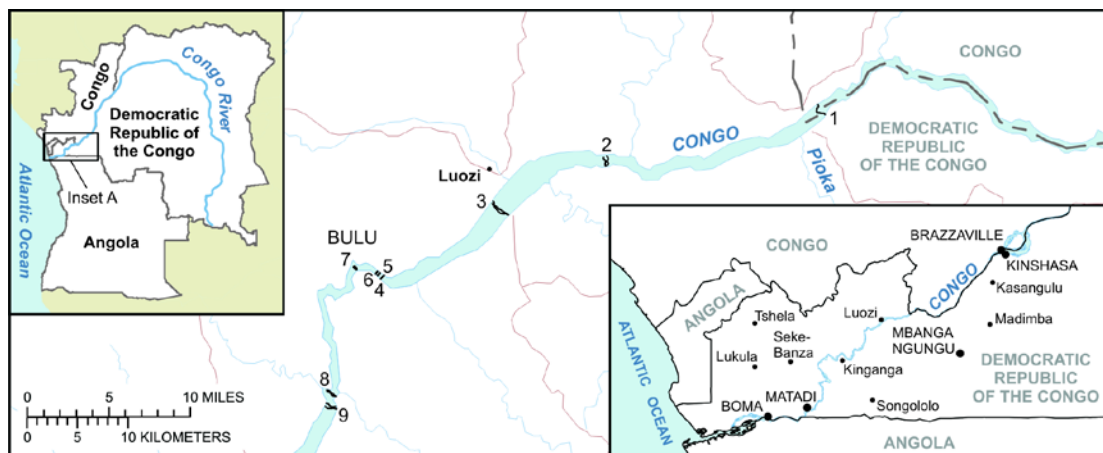 Congo
Congo River
Democratic
Republic of
the Congo
Atlantic Ocean
Inset A
Angola
CONGO
1
DEMOCRATIC
REPUBLIC
OF THE CONGO
2
CONGO
Pioka
Luozi
3
BULU
7
5
6
4
8
9
0 5 10 MILES
0 5 10 KILOMETERS
CONGO
BRAZZAVILLE
KINSHASA
CONGO
Kasangulu
ANGOLA
Tshela
Luozi
Madimba
Seke-
Banza
MBANGA
NGUNGU
Lukula
Kinganga
DEMOCRATIC
REPUBLIC
OF THE CONGO
ATLANTIC OCEAN
BOMA
MATADI
Songololo
ANGOLA